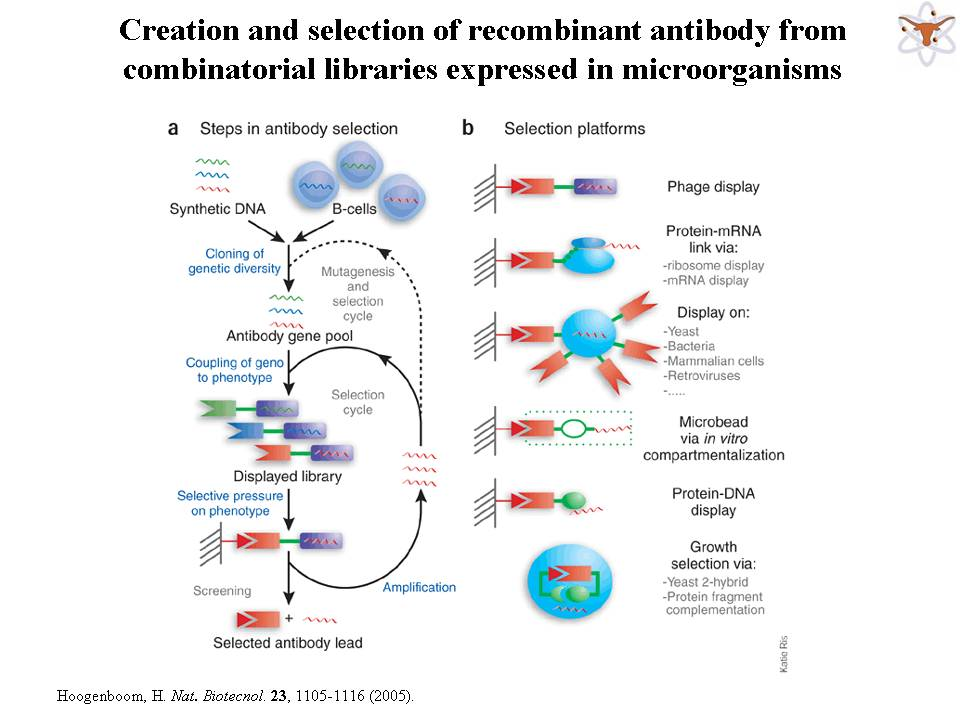 Creation and selection of recombinant antibody from
combinatorial libraries expressed in microorganisms
a Steps in antibody selection
Synthetic DNA
B-cells
Cloning of
genetic diversity
Mutagenesis
and
selection
cycle
Antibody gene pool
Coupling of geno
to phenotype
Selection
cycle
Displayed library
Selective pressure
on phenotype
Screening
Amplification
+
Selected antibody lead
b Selection platforms
Phage display
Protein-mRNA
link via:
-ribosome display
-mRNA display
Display on:
-Yeast
-Bacteria
-Mammalian cells
-Retroviruses
-.....
Microbead
via in vitro
compartmentalization
Protein-DNA
display
Growth
selection via:
-Yeast 2-hybrid
-Protein fragment
complementation
Katie Ris
Hoogenboom, H. Nat. Biotecnol. 23, 1105-1116 (2005).